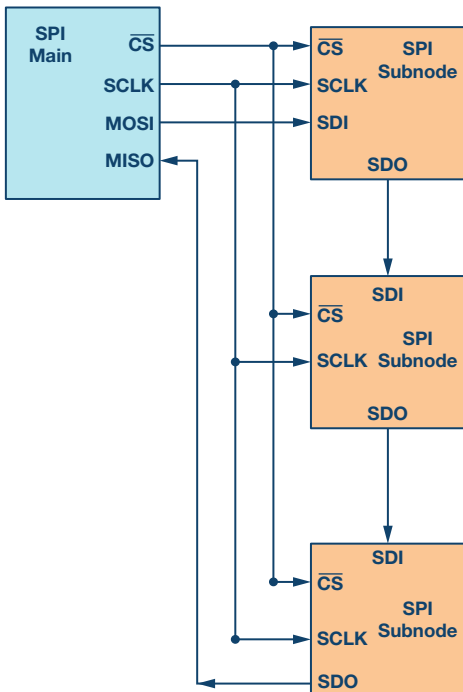 SPI
Main
CS
SCLK
MOSI
MISO
CS
SCLK
SDI
SPI
Subnode
SDO
SDI
CS
SCLK
SPI
Subnode
SDO
SDI
CS
SCLK
SPI
Subnode
SDO